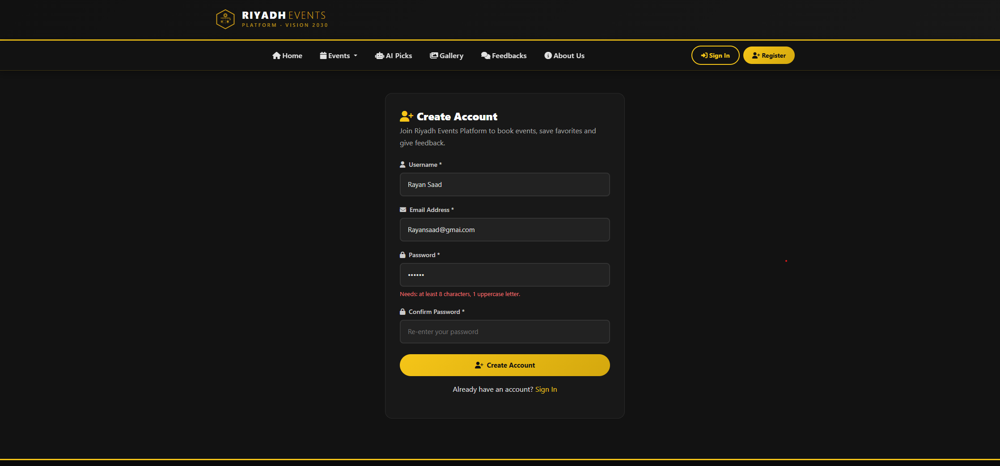 RIYADH EVENTS
PLATFORM · VISION 2030
Home Events AI Picks Gallery Feedbacks About Us Sign In Register
Create Account
Join Riyadh Events Platform to book events, save favorites and
give feedback.
Username *
Rayan Saad
Email Address *
Rayansaad@gmai.com
Password *
••••••
Needs: at least 8 characters, 1 uppercase letter.
Confirm Password *
Re-enter your password
Create Account
Already have an account? Sign In